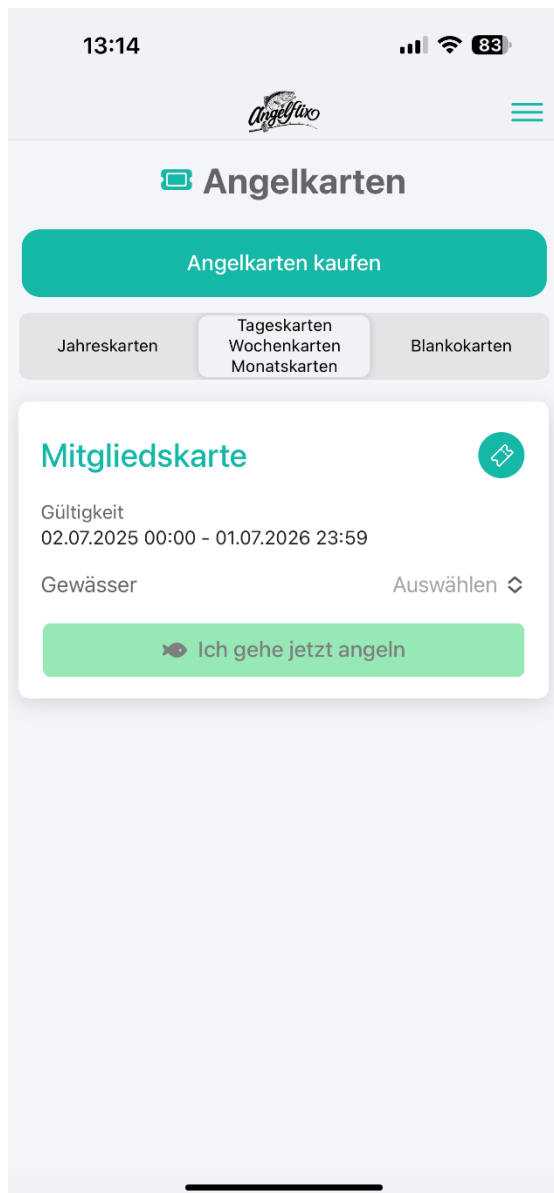 13:14
83
Angelflixo
Angelkarten
Angelkarten kaufen
Jahreskarten
Tageskarten
Wochenkarten
Monatskarten
Blankokarten
Mitgliedskarte
Gültigkeit
02.07.2025 00:00 - 01.07.2026 23:59
Gewässer
Auswählen
Ich gehe jetzt angeln